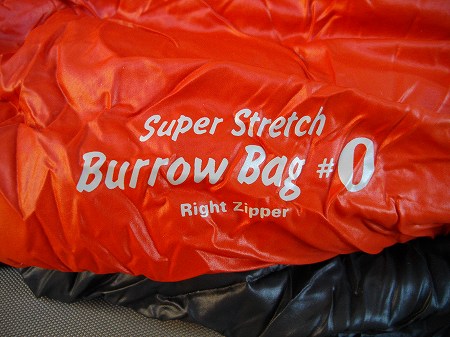 Super Stretch
Burrow Bag #0
Right Zipper